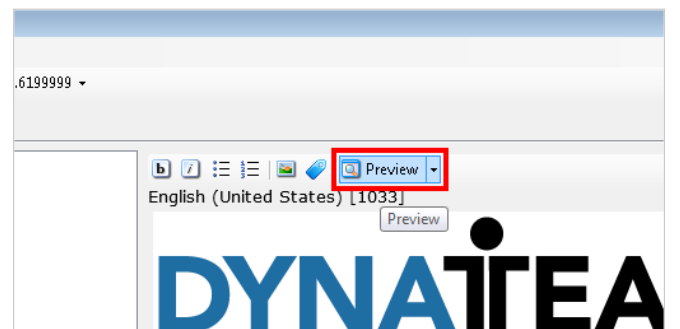 .6199999
b i Preview
English (United States) [1033]
Preview
DYNATEA